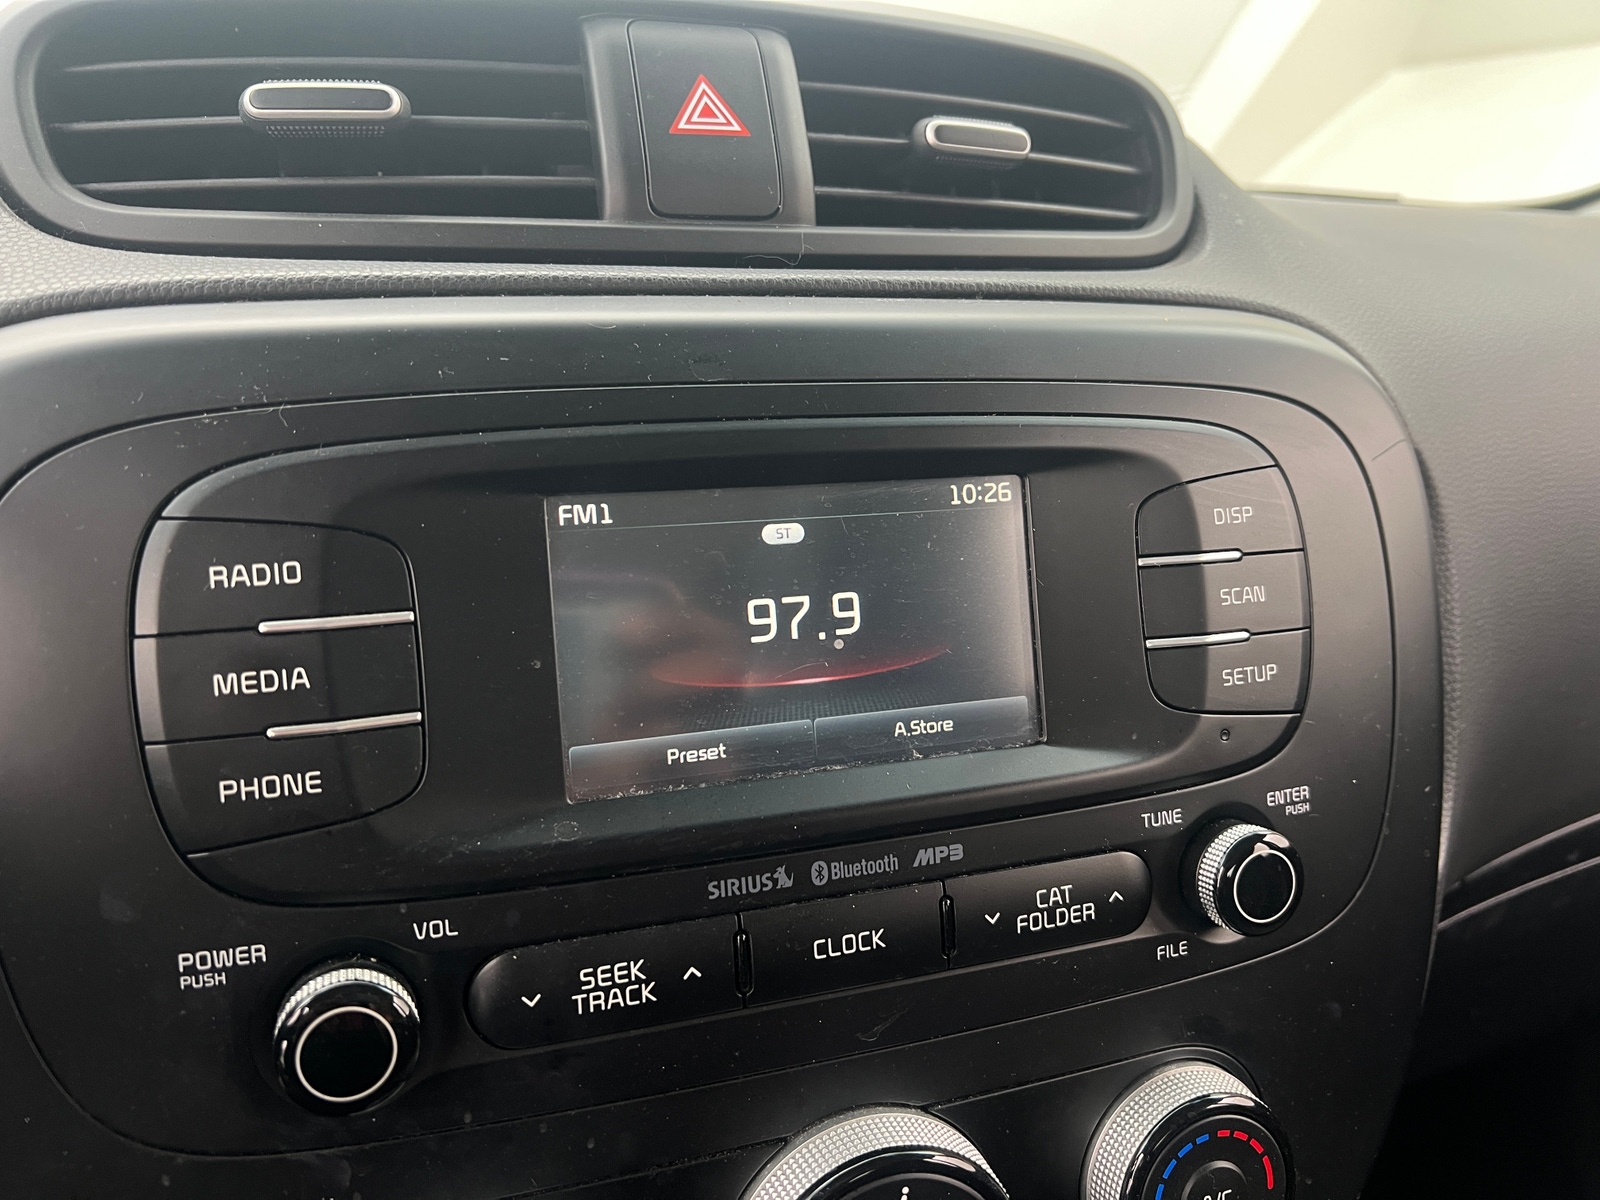 FM1
10:26
ST
97.9
Preset
A.Store
RADIO
MEDIA
PHONE
DISP
SCAN
SETUP
SIRIUS
Bluetooth
MP3
TUNE
ENTER
PUSH
POWER
PUSH
VOL
SEEK
TRACK
CLOCK
CAT
FOLDER
FILE